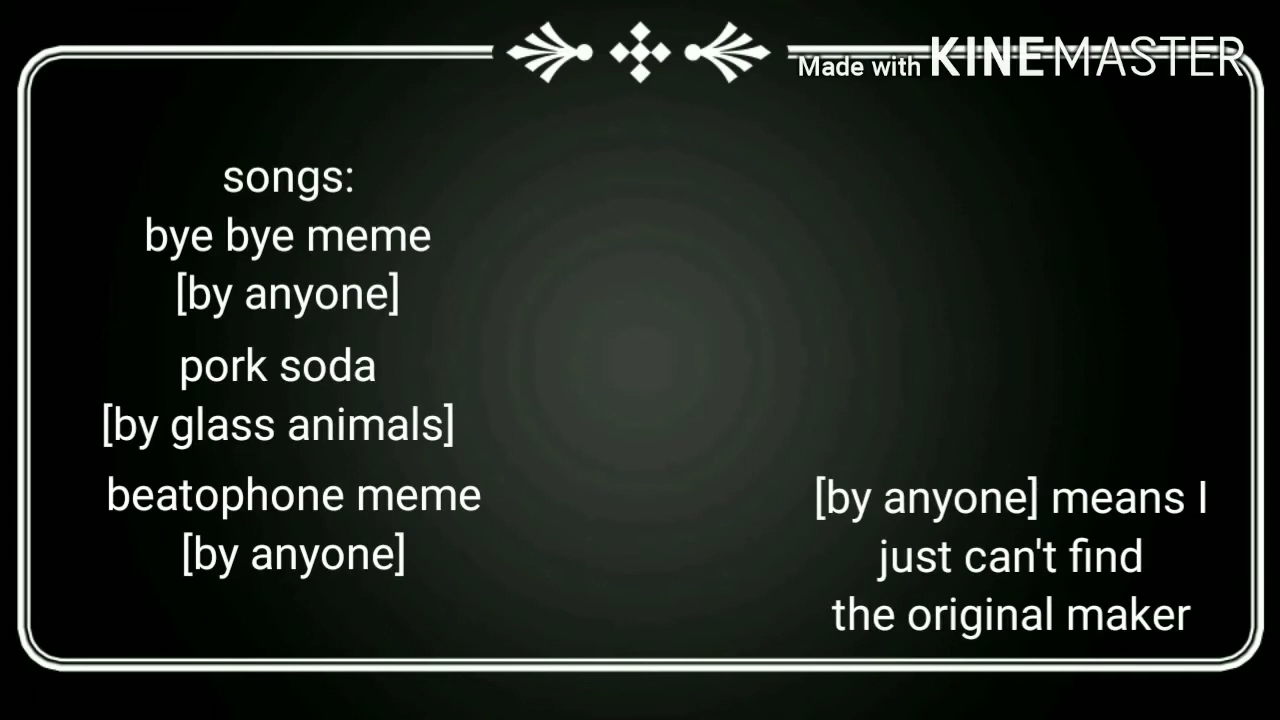 Made with KINEMASTER
songs:
bye bye meme
[by anyone]
pork soda
[by glass animals]
beatophone meme
[by anyone]
[by anyone] means I
just can't find
the original maker